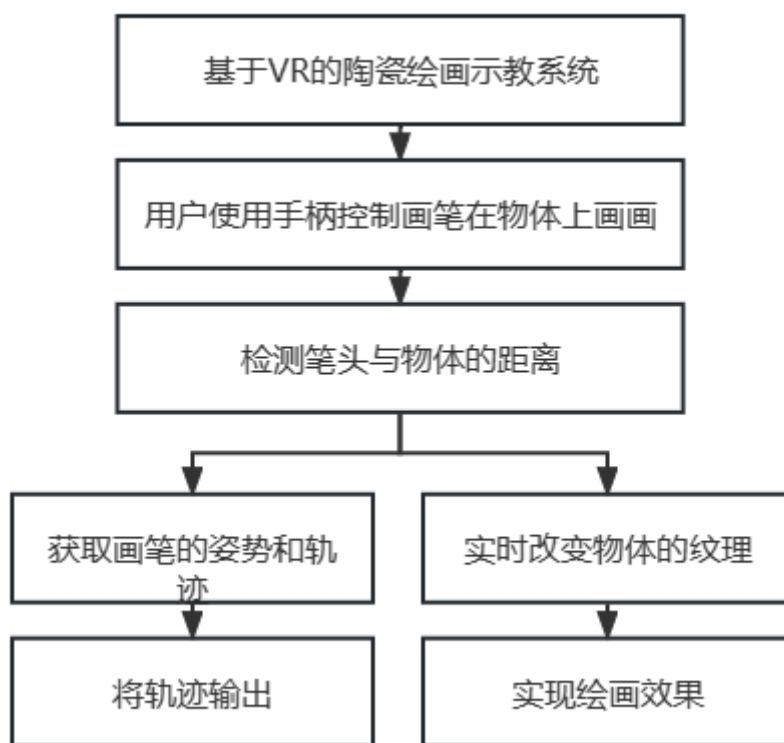 基于VR的陶瓷绘画示教系统
用户使用手柄控制画笔在物体上画画
检测笔头与物体的距离
获取画笔的姿势和轨
迹
实时改变物体的纹理
将轨迹输出
实现绘画效果